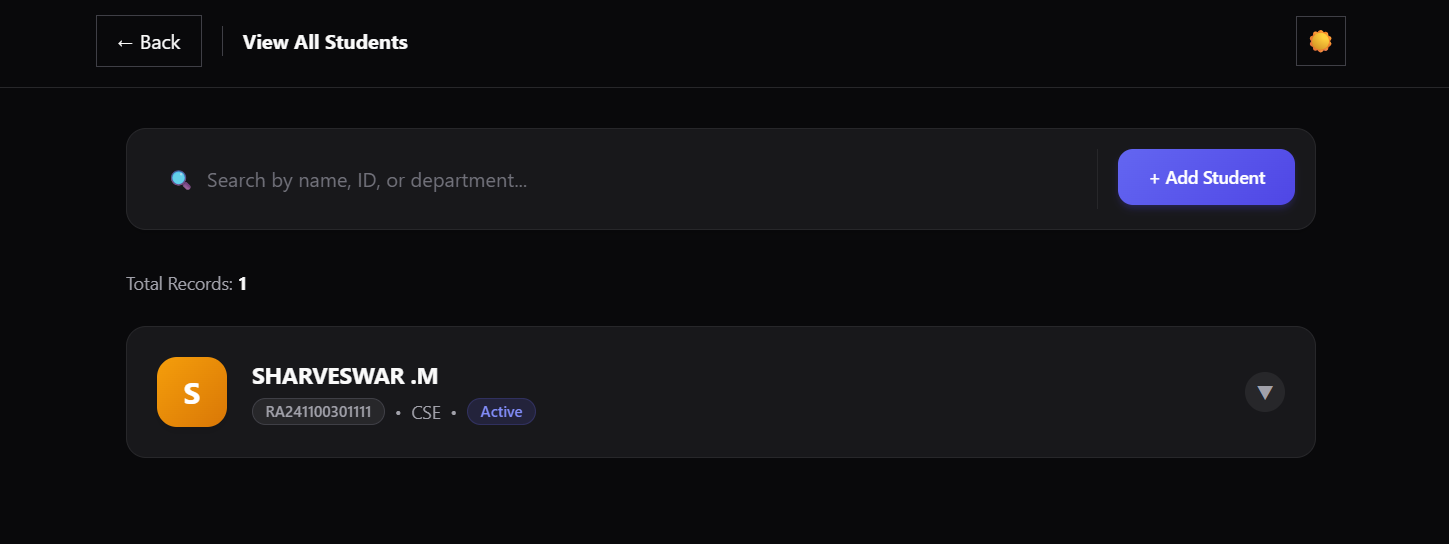 ← Back
View All Students
Search by name, ID, or department...
+ Add Student
Total Records: 1
S
SHARVESWAR .M
RA241100301111 • CSE • Active